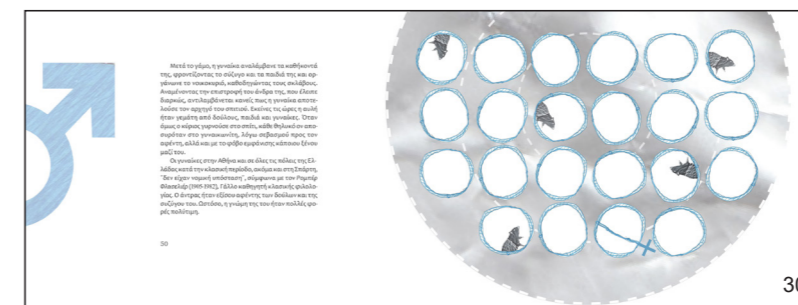 Μετά το γάμο, η γυναίκα αναλάμβανε τα καθήκοντά
της, φροντίζοντας το σύζυγο και τα παιδιά της και ορ-
γάνωνε το νοικοκυριό, καθοδηγώντας τους σκλάβους.
Αναμένοντας την επιστροφή του άνδρα της, που έλειπε
διαρκώς, αντιλαμβάνεται κανείς πως η γυναίκα αποτε-
λούσε τον αρχηγό του σπιτιού. Εκείνες τις ώρες η αυλή
ήταν γεμάτη από δούλους, παιδιά και γυναίκες. Όταν
όμως ο κύριος γυρνούσε στο σπίτι, κάθε θηλυκό αν απο-
συρόταν στο γυναικωνίτη, λόγω σεβασμού προς τον
αφέντη, αλλά και με το φόβο εμφάνισης κάποιου ξένου
μαζί του.
Οι γυναίκες στην Αθήνα και σε όλες τις πόλεις της Ελ-
λάδας κατά την κλασική περίοδο, ακόμα και στη Σπάρτη,
¨δεν είχαν νομική υπόσταση¨, σύμφωνα με τον Ρομπέρ
Φλασελιέρ (1905-1982), Γάλλο καθηγητή κλασικής φιλολο-
γίας. Ο άντρας ήταν εξίσου αφέντης των δούλων και της
συζύγου του. Ωστόσο, η γνώμη της του ήταν πολλές φο-
ρές πολύτιμη.
30
30